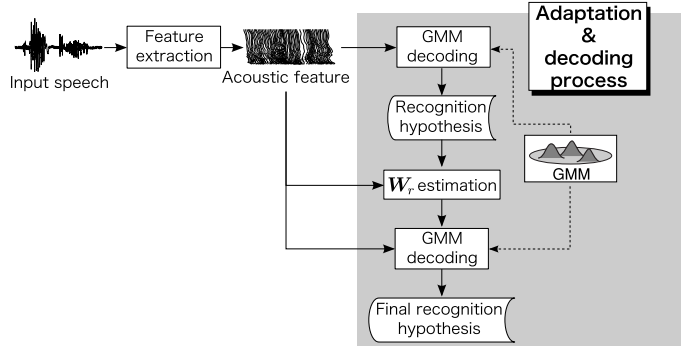 Input speech
Feature
extraction
Acoustic feature
Adaptation
&
decoding
process
GMM
decoding
Recognition
hypothesis
GMM
W_r estimation
GMM
decoding
Final recognition
hypothesis